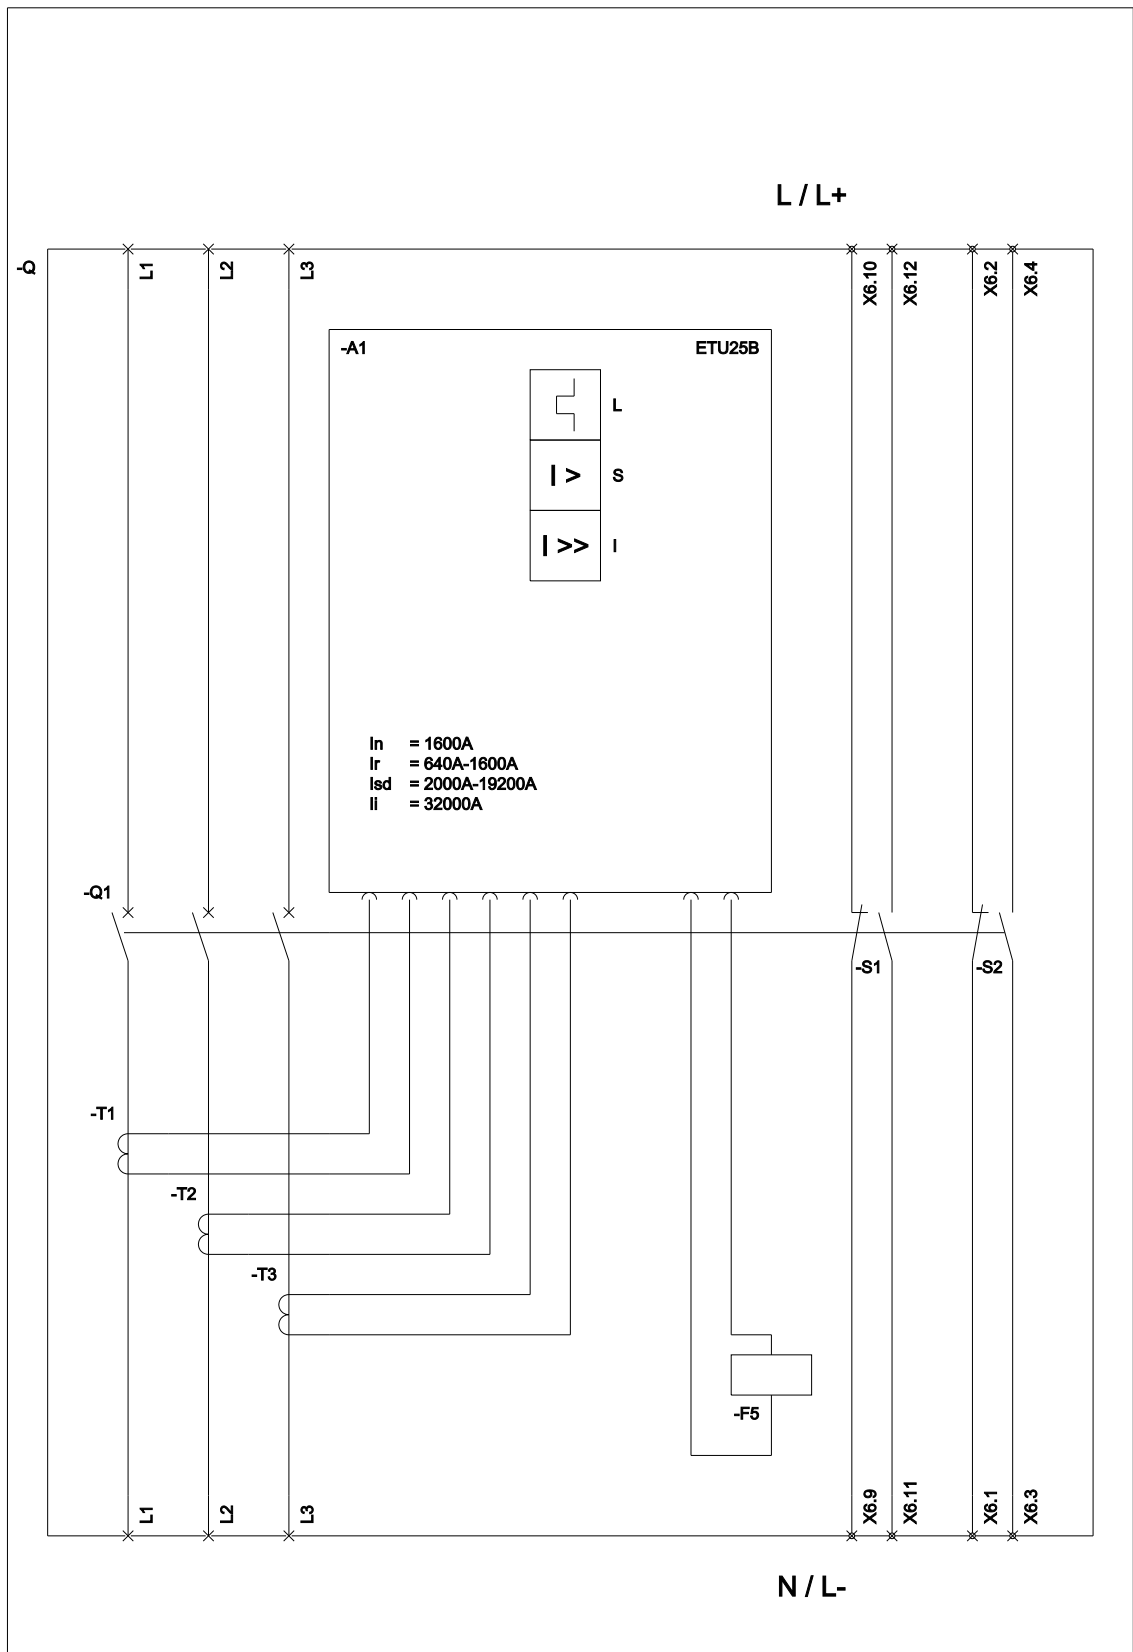 L / L+
-Q
L1
L2
L3
X6.10
X6.12
X6.2
X6.4
-A1 ETU25B
L
I > S
I >> I
In = 1600A
Ir = 640A-1600A
Isd = 2000A-19200A
Ii = 32000A
-Q1
-S1
-S2
-T1
-T2
-T3
-F5
L1
L2
L3
X6.9
X6.11
X6.1
X6.3
N / L-